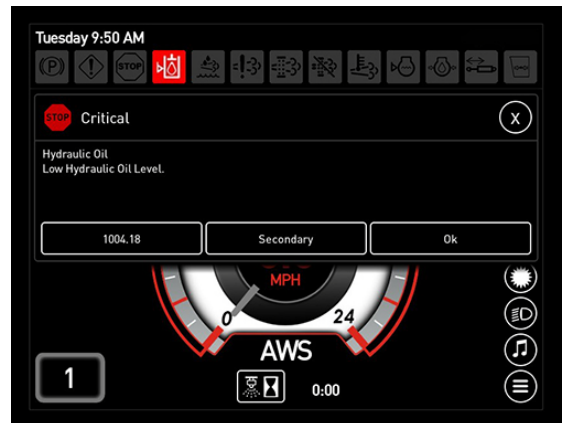 Tuesday 9:50 AM
(P) STOP
STOP Critical X
Hydraulic Oil
Low Hydraulic Oil Level.
1004.18 Secondary Ok
MPH
0 24
AWS
1 0:00